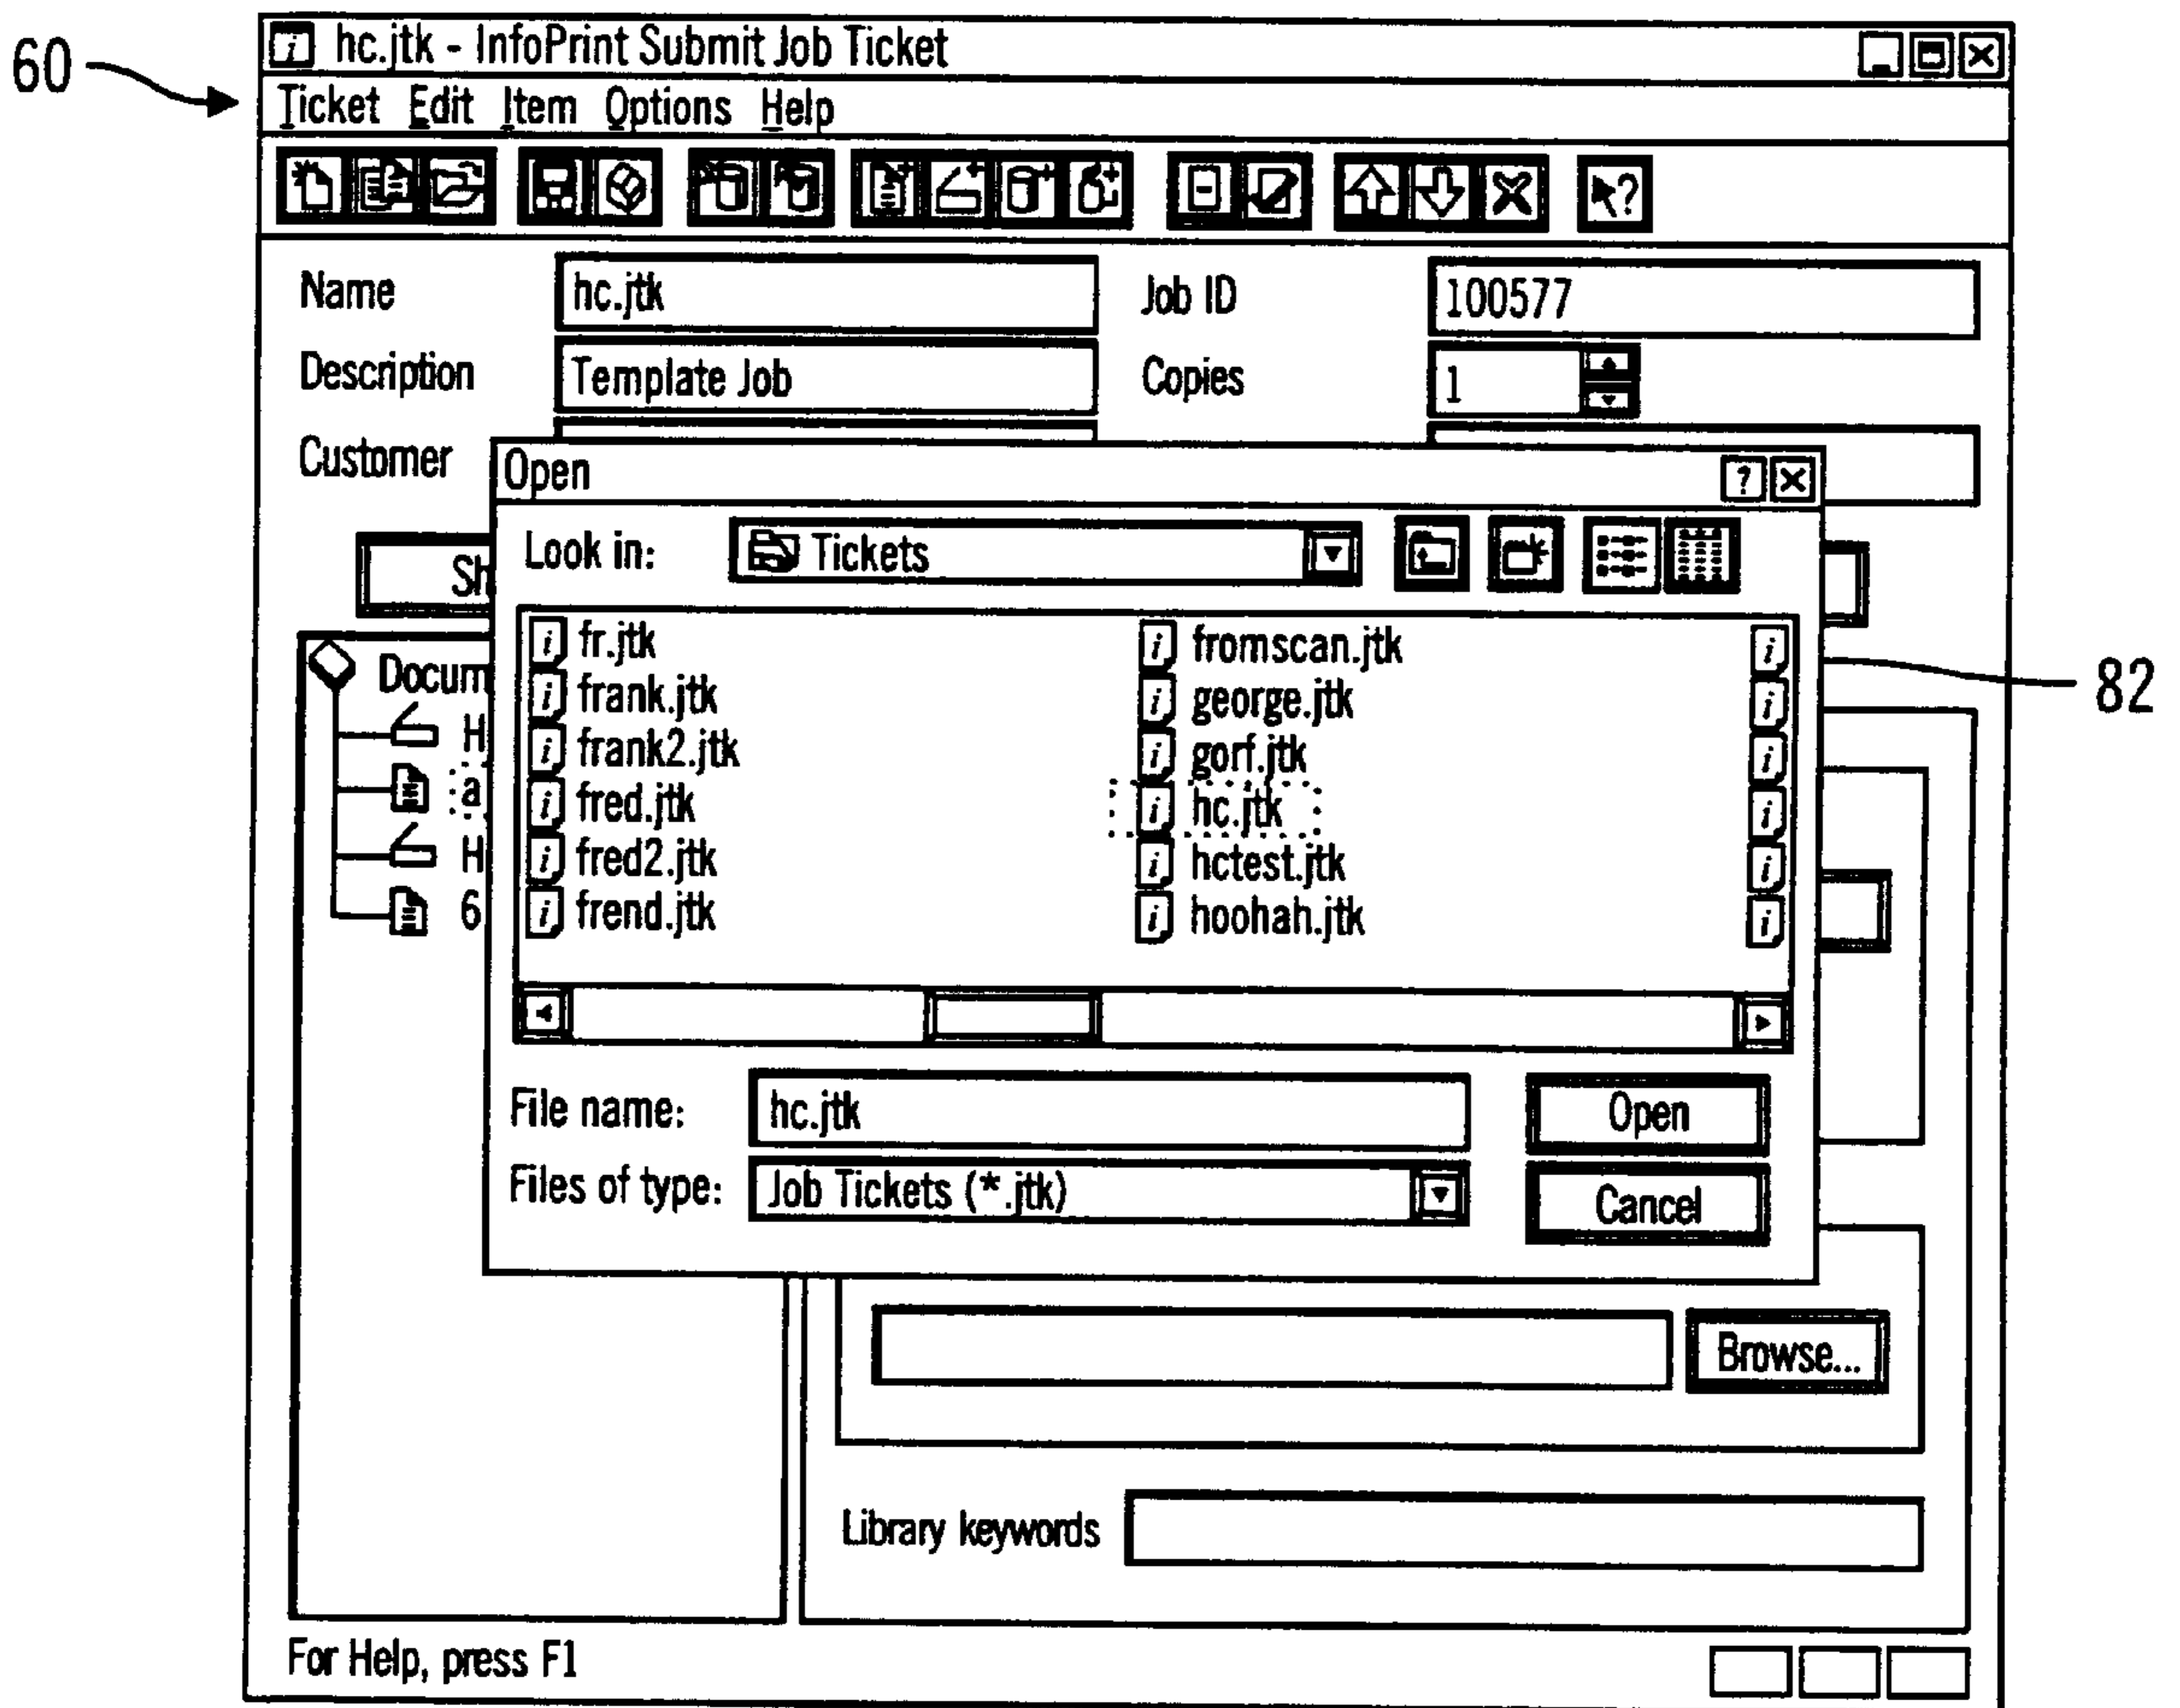 60
hc.jtk - InfoPrint Submit Job Ticket
Ticket Edit Item Options Help
Name hc.jtk Job ID 100577
Description Template Job Copies 1
Customer
Open
Look in: Tickets
Sh
Docum
H
a
H
6
fr.jtk fromscan.jtk
frank.jtk george.jtk
frank2.jtk gorf.jtk
fred.jtk hc.jtk
fred2.jtk hctest.jtk
frend.jtk hoohah.jtk
82
File name: hc.jtk Open
Files of type: Job Tickets (*.jtk) Cancel
Browse...
Library keywords
For Help, press F1